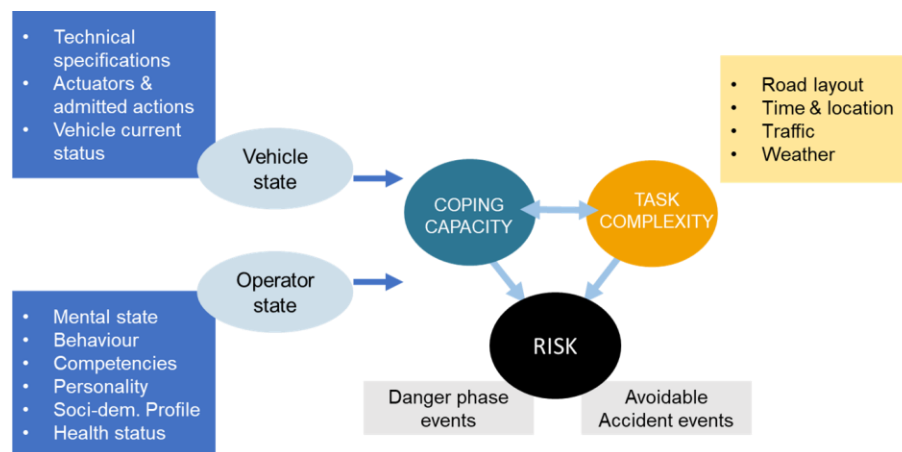 • Technical
specifications
• Actuators &
admitted actions
• Vehicle current
status
Vehicle
state
Operator
state
• Mental state
• Behaviour
• Competencies
• Personality
• Soci-dem. Profile
• Health status
COPING
CAPACITY
TASK
COMPLEXITY
• Road layout
• Time & location
• Traffic
• Weather
RISK
Danger phase
events
Avoidable
Accident events